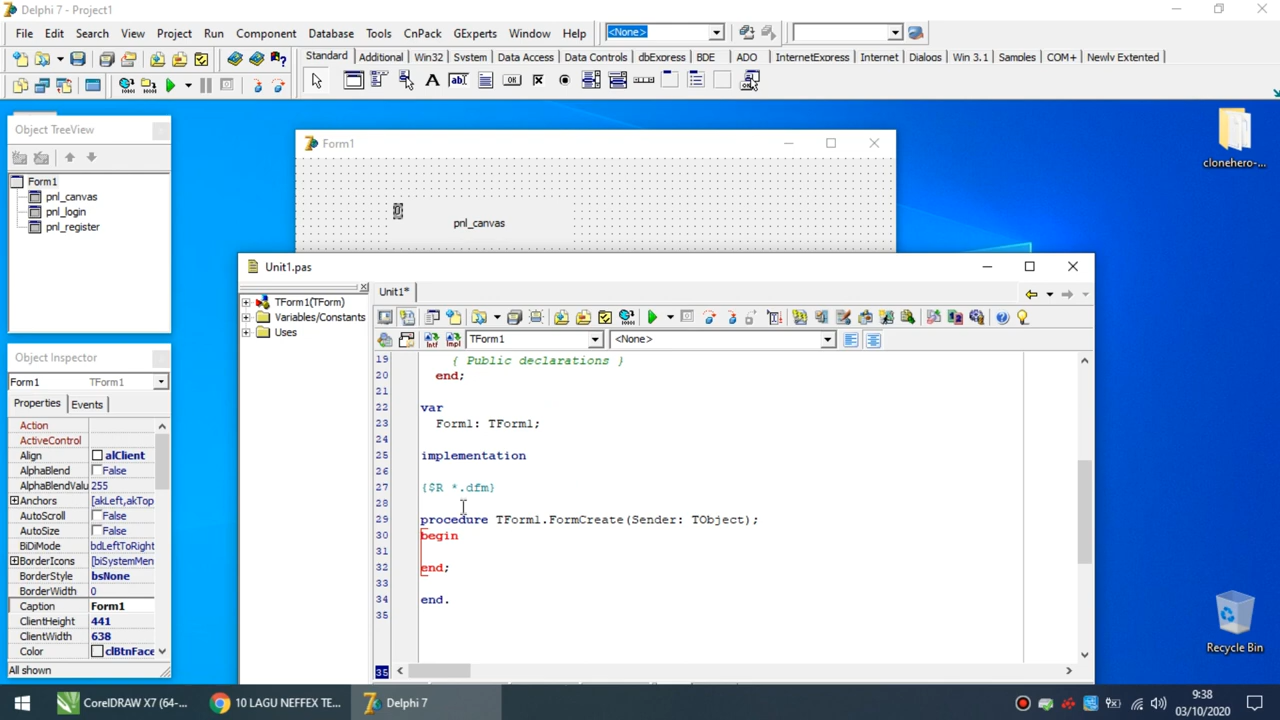 Delphi 7 - Project1
File Edit Search View Project Run Component Database Tools CnPack GExperts Window Help <None>
Standard Additional Win32 System Data Access Data Controls dbExpress BDE ADO InternetExpress Internet Dialogs Win 3.1 Samples COM+ Newly Extented
Object TreeView
Form1
pnl_canvas
pnl_login
pnl_register
Form1
pnl_canvas
clonehero-...
Unit1.pas
TForm1(TForm)
Variables/Constants
Uses
Unit1*
TForm1 <None>
19 { Public declarations }
20 end;
21
22 var
23 Form1: TForm1;
24
25 implementation
26
27 {$R *.dfm}
28
29 procedure TForm1.FormCreate(Sender: TObject);
30 begin
31
32 end;
33
34 end.
35
35
Object Inspector
Form1 TForm1
Properties Events
Action
ActiveControl
Align alClient
AlphaBlend False
AlphaBlendValu 255
Anchors [akLeft,akTop
AutoScroll False
AutoSize False
BiDiMode bdLeftToRight
BorderIcons [biSystemMen
BorderStyle bsNone
BorderWidth 0
Caption Form1
ClientHeight 441
ClientWidth 638
Color clBtnFace
All shown
Recycle Bin
CorelDRAW X7 (64-...
10 LAGU NEFFEX TE...
Delphi 7
9:38
03/10/2020